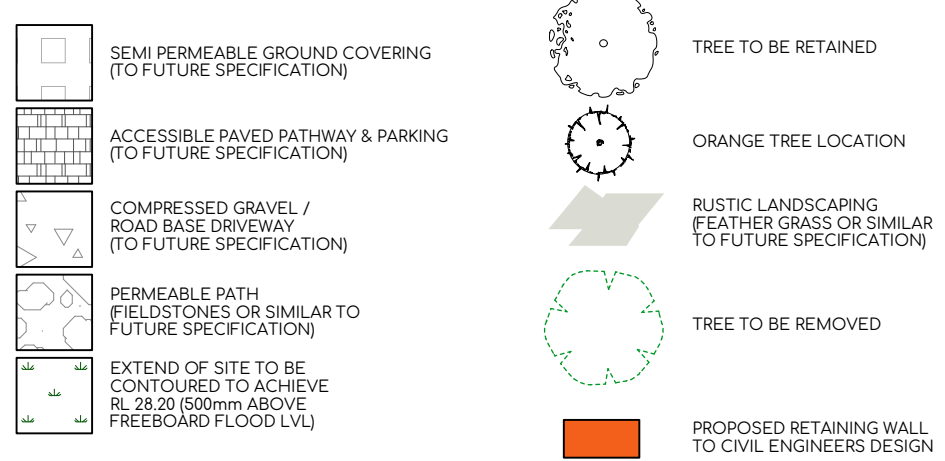 SEMI PERMEABLE GROUND COVERING
(TO FUTURE SPECIFICATION)
ACCESSIBLE PAVED PATHWAY & PARKING
(TO FUTURE SPECIFICATION)
COMPRESSED GRAVEL /
ROAD BASE DRIVEWAY
(TO FUTURE SPECIFICATION)
PERMEABLE PATH
(FIELDSTONES OR SIMILAR TO
FUTURE SPECIFICATION)
EXTEND OF SITE TO BE
CONTOURED TO ACHIEVE
RL 28.20 (500mm ABOVE
FREEBOARD FLOOD LVL)
TREE TO BE RETAINED
ORANGE TREE LOCATION
RUSTIC LANDSCAPING
(FEATHER GRASS OR SIMILAR
TO FUTURE SPECIFICATION)
TREE TO BE REMOVED
PROPOSED RETAINING WALL
TO CIVIL ENGINEERS DESIGN